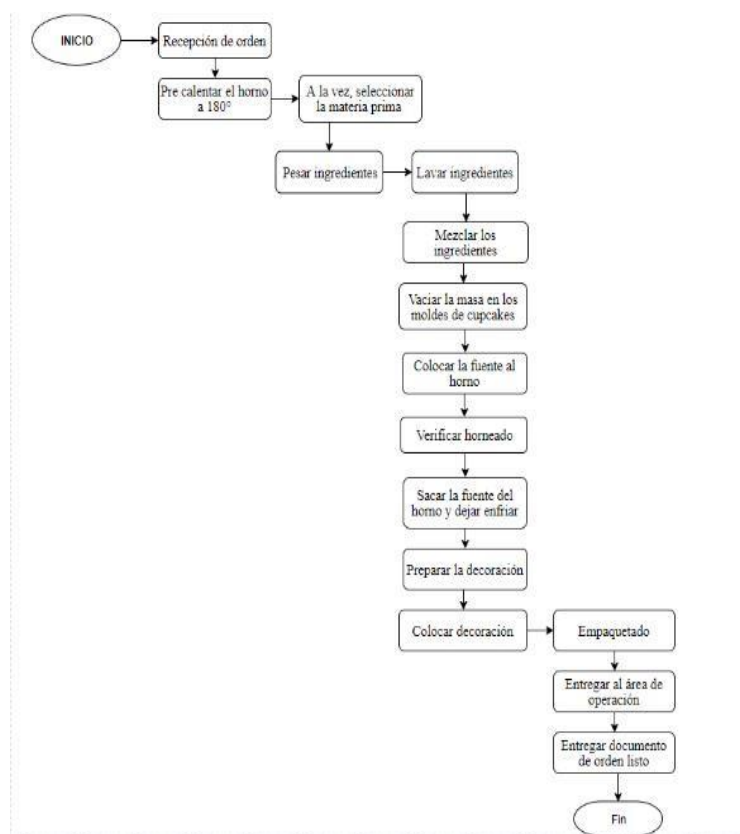 INICIO
Recepción de orden
Pre calentar el horno
a 180°
A la vez, seleccionar
la materia prima
Pesar ingredientes
Lavar ingredientes
Mezclar los
ingredientes
Vaciar la masa en los
moldes de cupcakes
Colocar la fuente al
horno
Verificar horneado
Sacar la fuente del
horno y dejar enfriar
Preparar la decoración
Colocar decoración
Empaquetado
Entregar al área de
operación
Entregar documento
de orden listo
Fin